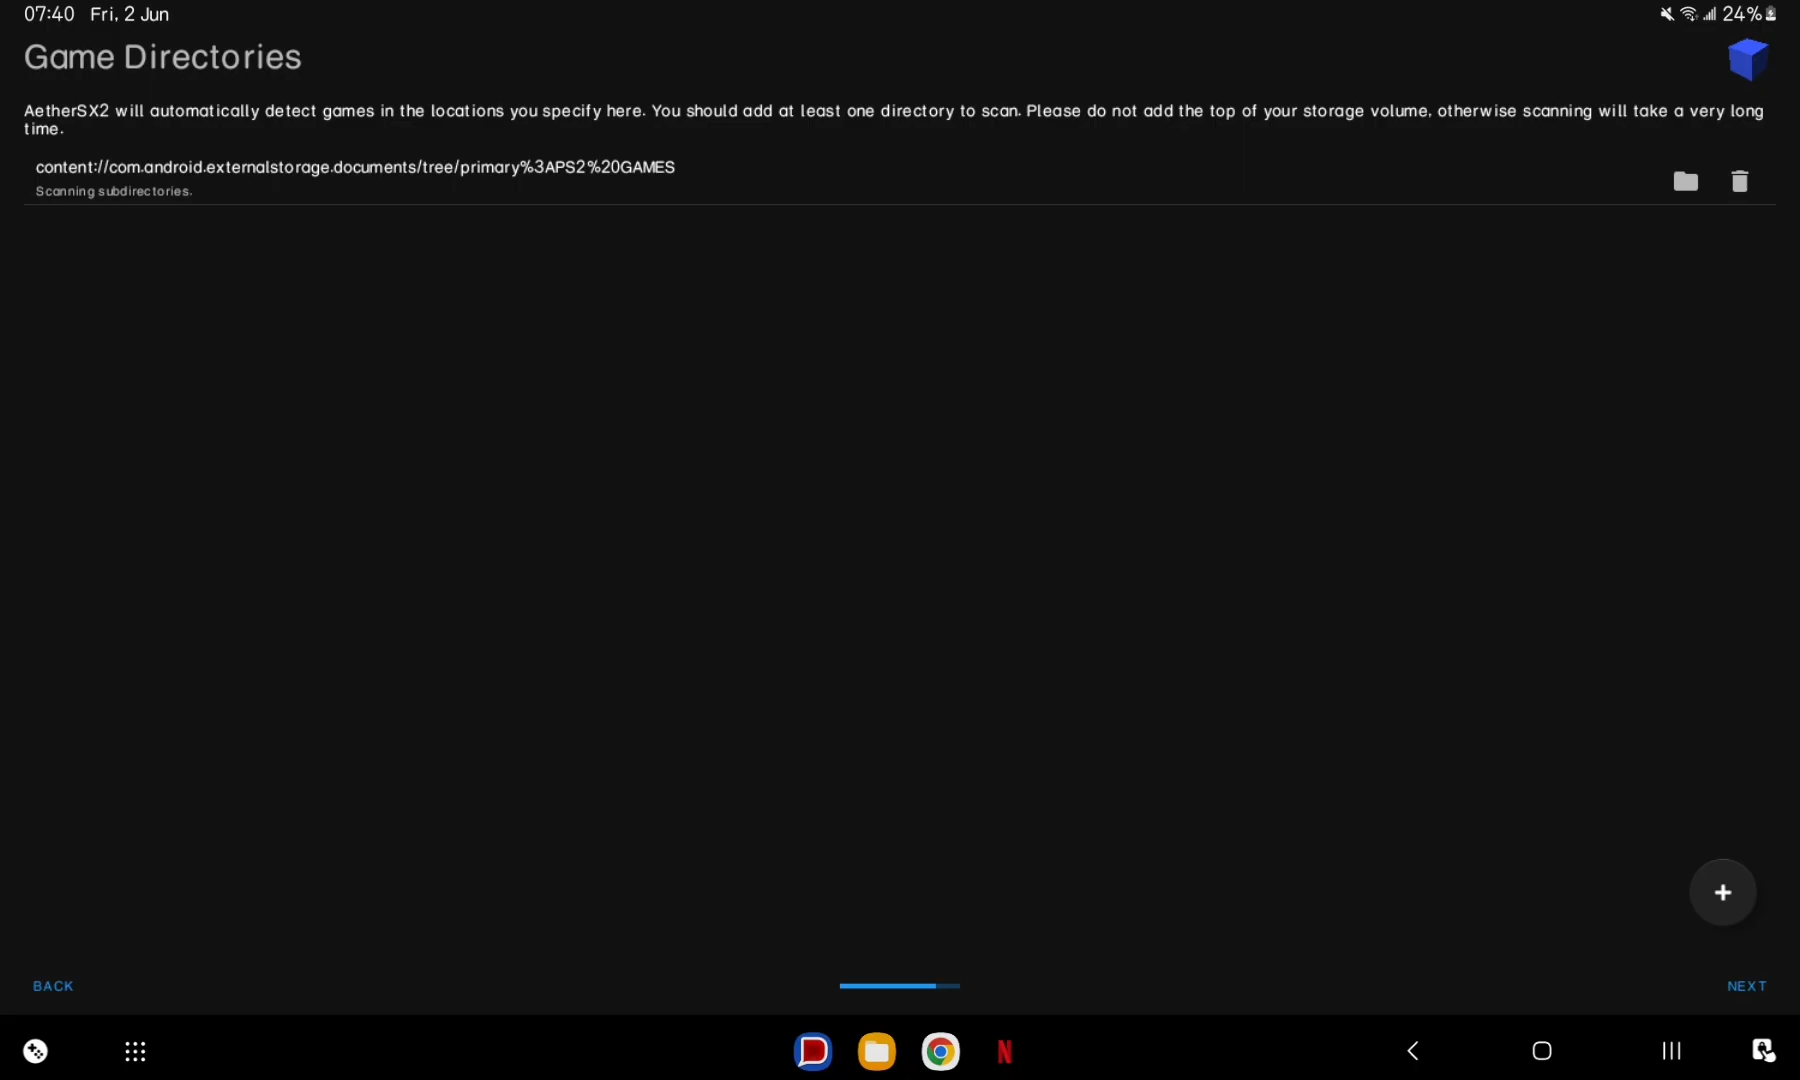 07:40 Fri, 2 Jun
24%
Game Directories
AetherSX2 will automatically detect games in the locations you specify here. You should add at least one directory to scan. Please do not add the top of your storage volume, otherwise scanning will take a very long
time.
content://com.android.externalstorage.documents/tree/primary%3APS2%20GAMES
Scanning subdirectories.
+
BACK
NEXT
N